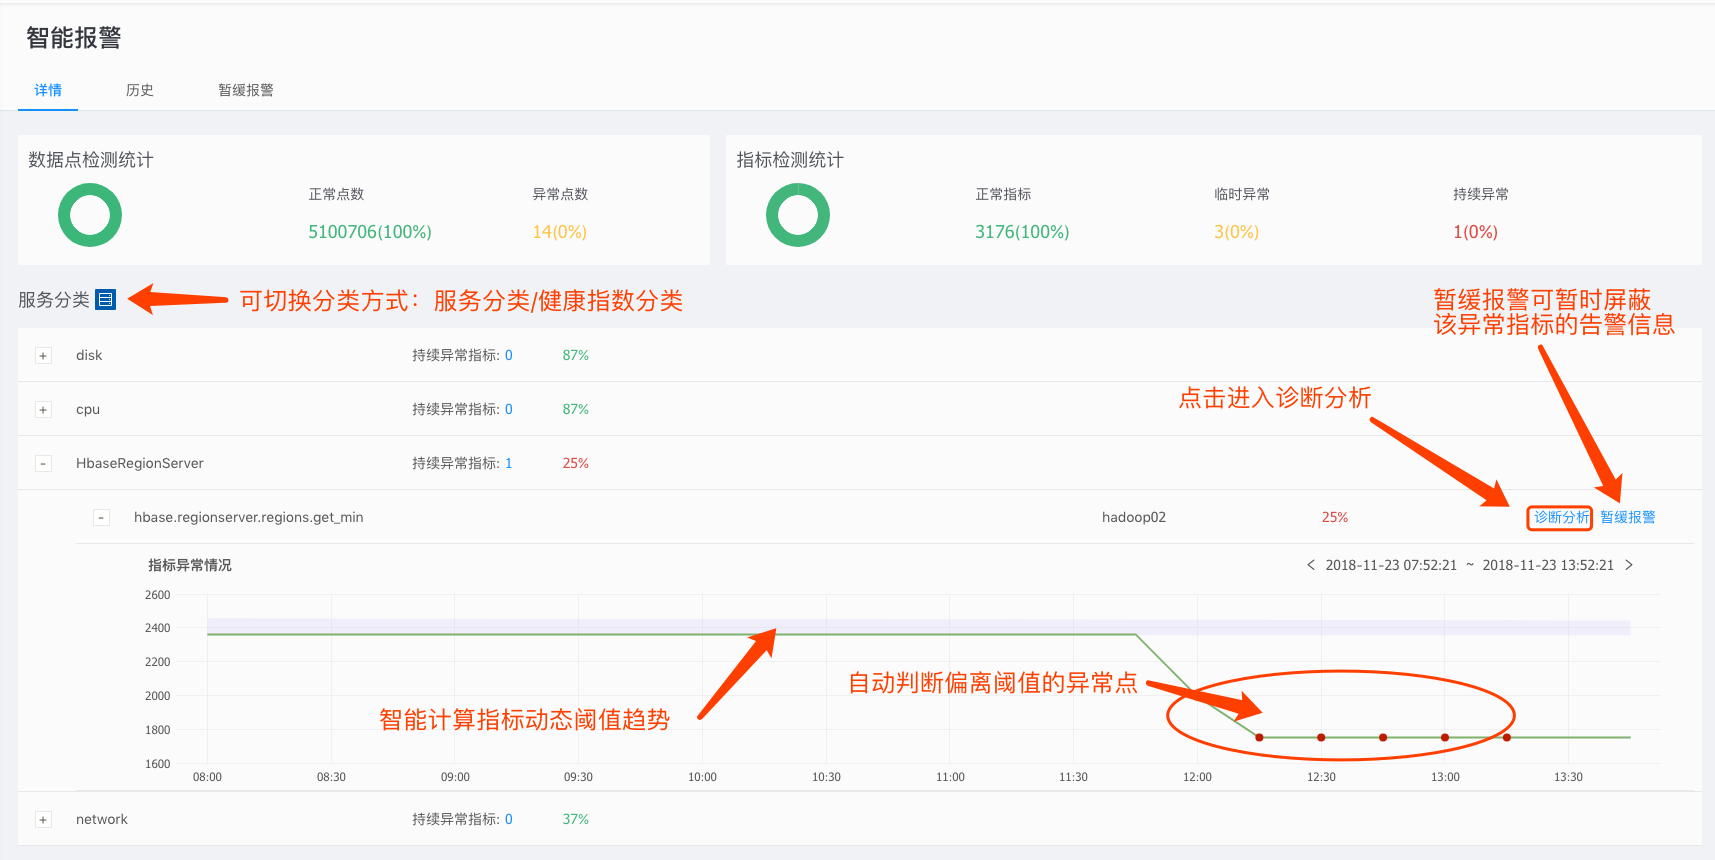 智能报警
详情 历史 暂缓报警
数据点检测统计
正常点数 异常点数
5100706(100%) 14(0%)
指标检测统计
正常指标 临时异常 持续异常
3176(100%) 3(0%) 1(0%)
服务分类 可切换分类方式：服务分类/健康指数分类
暂缓报警可暂时屏蔽
该异常指标的告警信息
+ disk 持续异常指标: 0 87%
点击进入诊断分析
+ cpu 持续异常指标: 0 87%
- HbaseRegionServer 持续异常指标: 1 25%
- hbase.regionserver.regions.get_min hadoop02 25% 诊断分析 暂缓报警
指标异常情况 < 2018-11-23 07:52:21 ~ 2018-11-23 13:52:21 >
2600
2400
2200
2000
1800
1600
自动判断偏离阈值的异常点
智能计算指标动态阈值趋势
08:00 08:30 09:00 09:30 10:00 10:30 11:00 11:30 12:00 12:30 13:00 13:30
+ network 持续异常指标: 0 37%